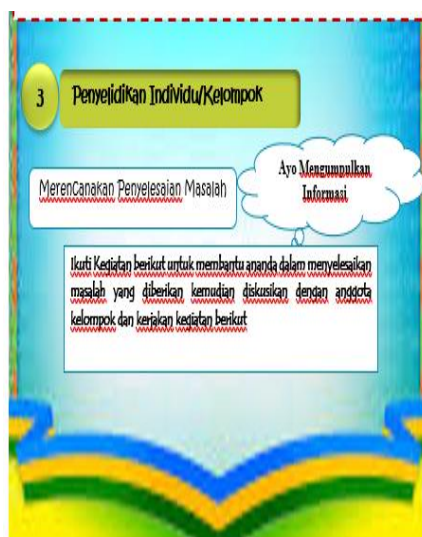 3
Penyelidikan Individu/Kelompok
Ayo Mengumpulkan
Informasi
Merencanakan Penyelesaian Masalah
Ikuti Kegiatan berikut untuk membantu ananda dalam menyelesaikan
masalah yang diberikan kemudian diskusikan dengan anggota
kelompok dan kerjakan kegiatan berikut